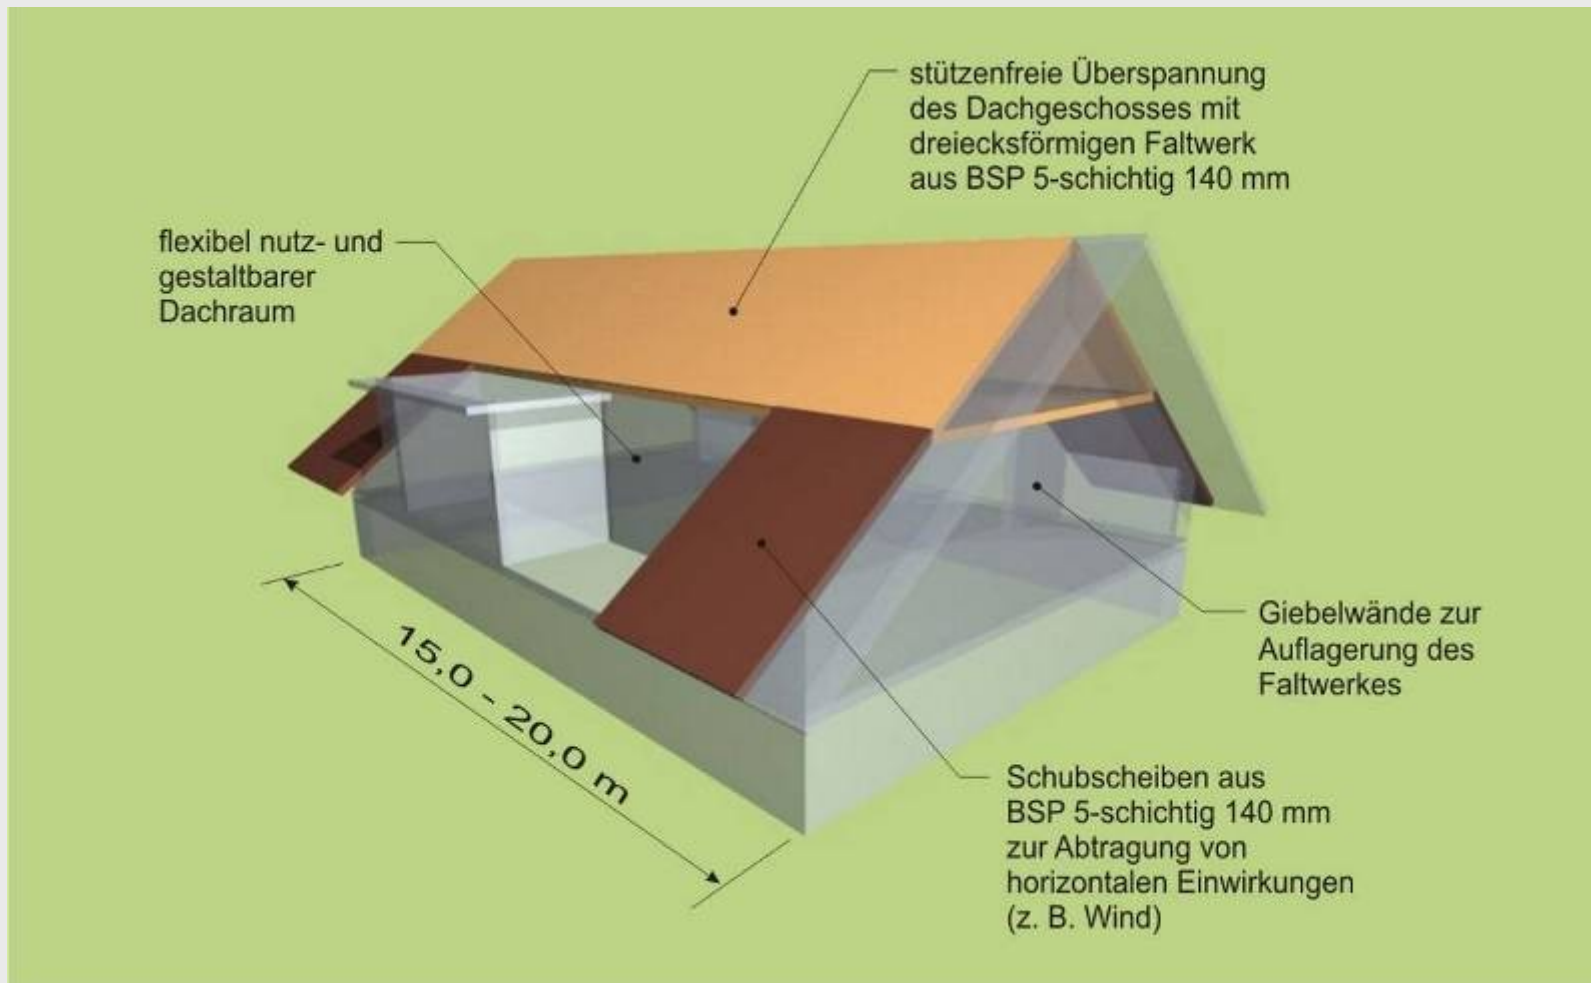 stützenfreie Überspannung
des Dachgeschosses mit
dreiecksförmigen Faltwerk
aus BSP 5-schichtig 140 mm
flexibel nutz- und
gestaltbarer
Dachraum
15,0 - 20,0 m
Giebelwände zur
Auflagerung des
Faltwerkes
Schubscheiben aus
BSP 5-schichtig 140 mm
zur Abtragung von
horizontalen Einwirkungen
(z. B. Wind)